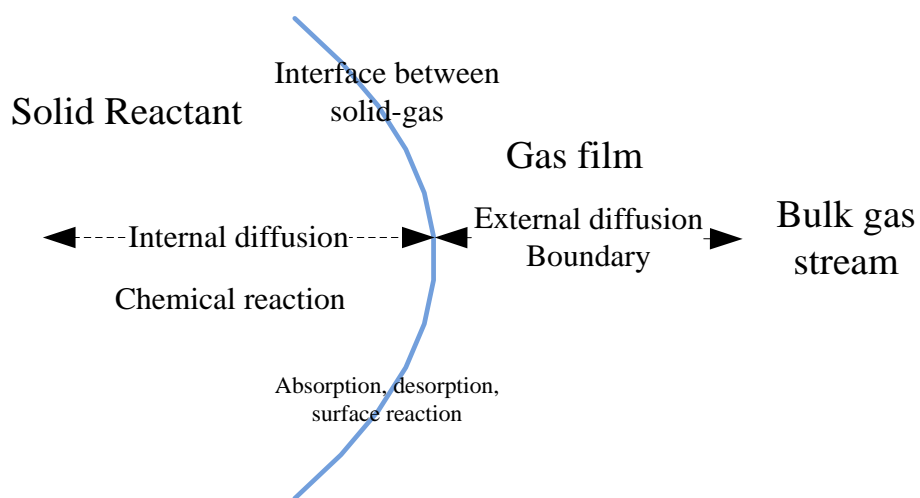 Interface between
solid-gas
Solid Reactant
Gas film
Internal diffusion
External diffusion
Boundary
Bulk gas
stream
Chemical reaction
Absorption, desorption,
surface reaction